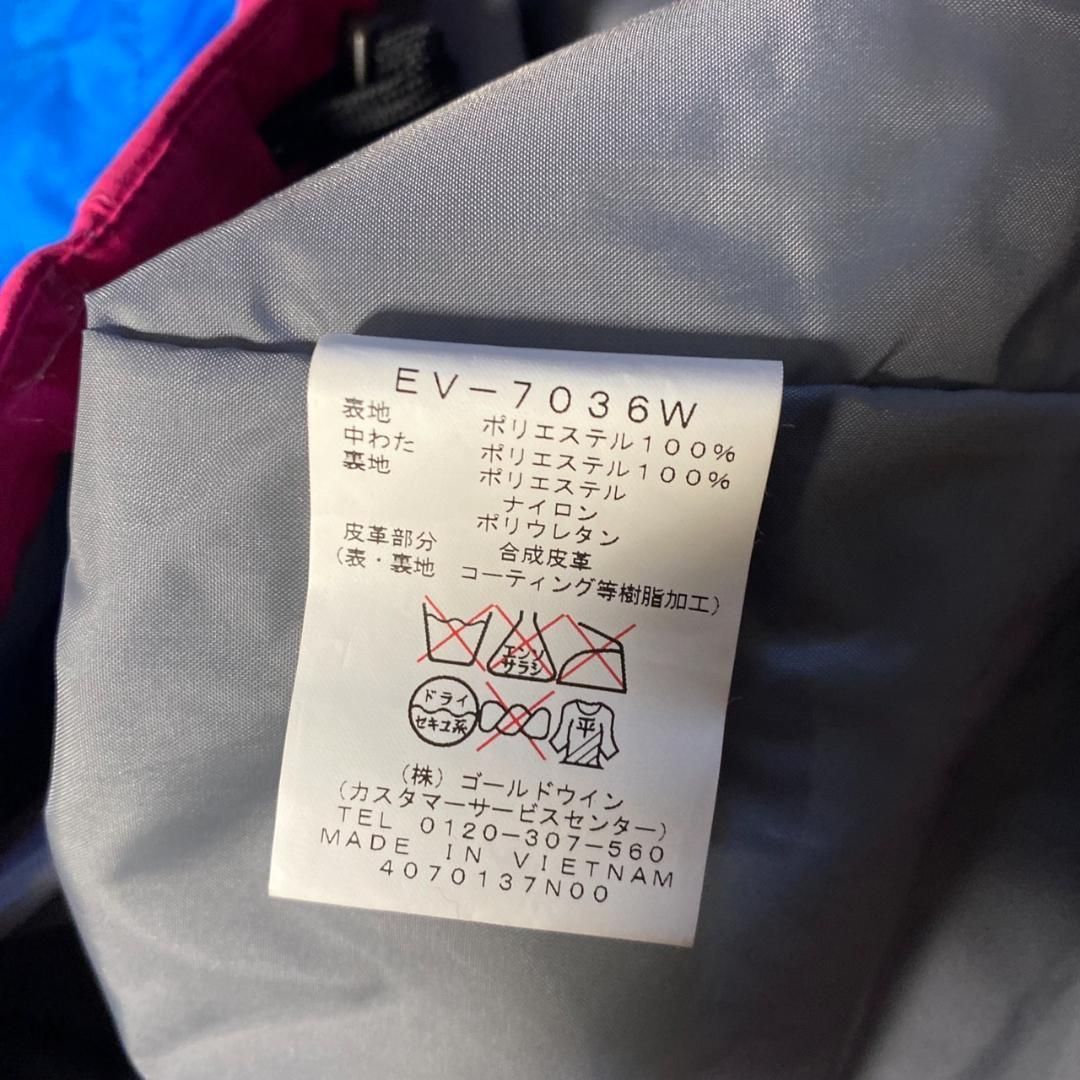 EV-7036W
表地 ポリエステル100%
中わた ポリエステル100%
裏地 ポリエステル
ナイロン
ポリウレタン
皮革部分 合成皮革
(表・裏地 コーティング等樹脂加工)
エンソ
サラシ
ドライ
セキユ系
平
(株) ゴールドウイン
(カスタマーサービスセンター)
TEL 0120-307-560
MADE IN VIETNAM
4070137N00